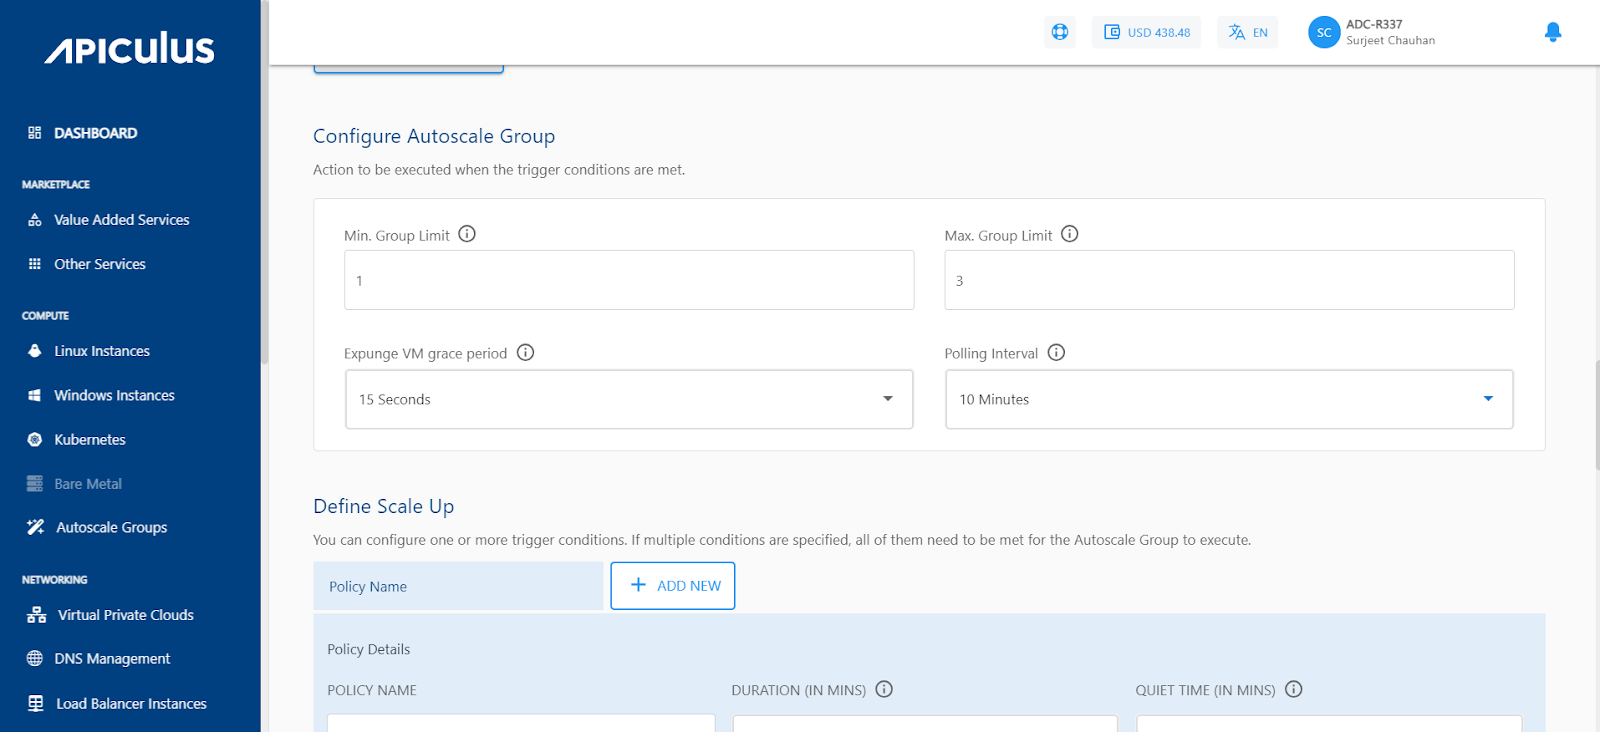 APICULUS
USD 438.48
EN
SC
ADC-R337
Surjeet Chauhan
DASHBOARD
MARKETPLACE
Value Added Services
Other Services
COMPUTE
Linux Instances
Windows Instances
Kubernetes
Bare Metal
Autoscale Groups
NETWORKING
Virtual Private Clouds
DNS Management
Load Balancer Instances
Configure Autoscale Group
Action to be executed when the trigger conditions are met.
Min. Group Limit
1
Max. Group Limit
3
Expunge VM grace period
15 Seconds
Polling Interval
10 Minutes
Define Scale Up
You can configure one or more trigger conditions. If multiple conditions are specified, all of them need to be met for the Autoscale Group to execute.
Policy Name
ADD NEW
Policy Details
POLICY NAME
DURATION (IN MINS)
QUIET TIME (IN MINS)